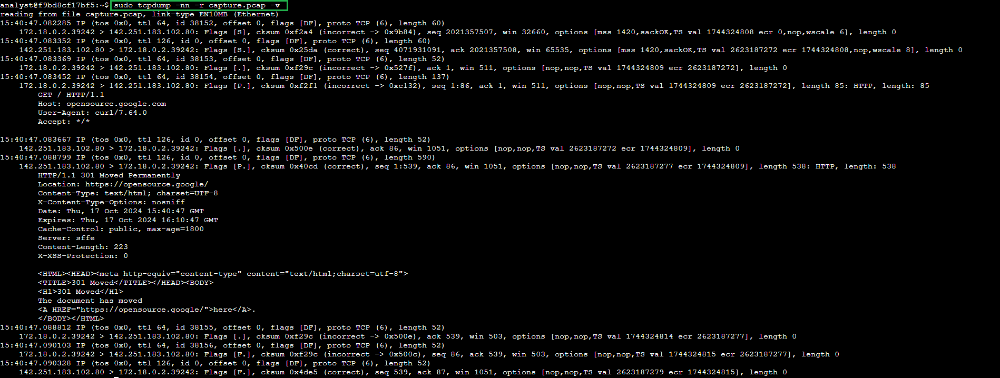 analyst@f9bd8cf17bf5:~$ sudo tcpdump -nn -r capture.pcap -v
reading from file capture.pcap, link-type EN10MB (Ethernet)
15:40:47.082285 IP (tos 0x0, ttl 64, id 38152, offset 0, flags [DF], proto TCP (6), length 60)
    172.18.0.2.39242 > 142.251.183.102.80: Flags [S], cksum 0xf2a4 (incorrect -> 0x9b84), seq 2021357507, win 32660, options [mss 1420,sackOK,TS val 1744324808 ecr 0,nop,wscale 6], length 0
15:40:47.083352 IP (tos 0x0, ttl 126, id 0, offset 0, flags [DF], proto TCP (6), length 60)
    142.251.183.102.80 > 172.18.0.2.39242: Flags [S.], cksum 0x25da (correct), seq 4071931091, ack 2021357508, win 65535, options [mss 1420,sackOK,TS val 2623187272 ecr 1744324808,nop,wscale 8], length 0
15:40:47.083369 IP (tos 0x0, ttl 64, id 38153, offset 0, flags [DF], proto TCP (6), length 52)
    172.18.0.2.39242 > 142.251.183.102.80: Flags [.], cksum 0xf29c (incorrect -> 0x527f), ack 1, win 511, options [nop,nop,TS val 1744324809 ecr 2623187272], length 0
15:40:47.083452 IP (tos 0x0, ttl 64, id 38154, offset 0, flags [DF], proto TCP (6), length 137)
    172.18.0.2.39242 > 142.251.183.102.80: Flags [P.], cksum 0xf2f1 (incorrect -> 0xc132), seq 1:86, ack 1, win 511, options [nop,nop,TS val 1744324809 ecr 2623187272], length 85: HTTP, length: 85
        GET / HTTP/1.1
        Host: opensource.google.com
        User-Agent: curl/7.64.0
        Accept: */*
15:40:47.083667 IP (tos 0x0, ttl 126, id 0, offset 0, flags [DF], proto TCP (6), length 52)
    142.251.183.102.80 > 172.18.0.2.39242: Flags [.], cksum 0x500e (correct), ack 86, win 1051, options [nop,nop,TS val 2623187272 ecr 1744324809], length 0
15:40:47.088799 IP (tos 0x0, ttl 126, id 0, offset 0, flags [DF], proto TCP (6), length 590)
    142.251.183.102.80 > 172.18.0.2.39242: Flags [P.], cksum 0x40cd (correct), seq 1:539, ack 86, win 1051, options [nop,nop,TS val 2623187277 ecr 1744324809], length 538: HTTP, length: 538
        HTTP/1.1 301 Moved Permanently
        Location: https://opensource.google/
        Content-Type: text/html; charset=UTF-8
        X-Content-Type-Options: nosniff
        Date: Thu, 17 Oct 2024 15:40:47 GMT
        Expires: Thu, 17 Oct 2024 16:10:47 GMT
        Cache-Control: public, max-age=1800
        Server: sffe
        Content-Length: 223
        X-XSS-Protection: 0
        <HTML><HEAD><meta http-equiv="content-type" content="text/html;charset=utf-8">
        <TITLE>301 Moved</TITLE></HEAD><BODY>
        <H1>301 Moved</H1>
        The document has moved
        <A HREF="https://opensource.google/">here</A>.
        </BODY></HTML>
15:40:47.088812 IP (tos 0x0, ttl 64, id 38155, offset 0, flags [DF], proto TCP (6), length 52)
    172.18.0.2.39242 > 142.251.183.102.80: Flags [.], cksum 0xf29c (incorrect -> 0x500e), ack 539, win 503, options [nop,nop,TS val 1744324814 ecr 2623187277], length 0
15:40:47.090103 IP (tos 0x0, ttl 64, id 38156, offset 0, flags [DF], proto TCP (6), length 52)
    172.18.0.2.39242 > 142.251.183.102.80: Flags [F.], cksum 0xf29c (incorrect -> 0x500c), seq 86, ack 539, win 503, options [nop,nop,TS val 1744324815 ecr 2623187277], length 0
15:40:47.090328 IP (tos 0x0, ttl 126, id 0, offset 0, flags [DF], proto TCP (6), length 52)
    142.251.183.102.80 > 172.18.0.2.39242: Flags [F.], cksum 0x4de5 (correct), seq 539, ack 87, win 1051, options [nop,nop,TS val 2623187279 ecr 1744324815], length 0